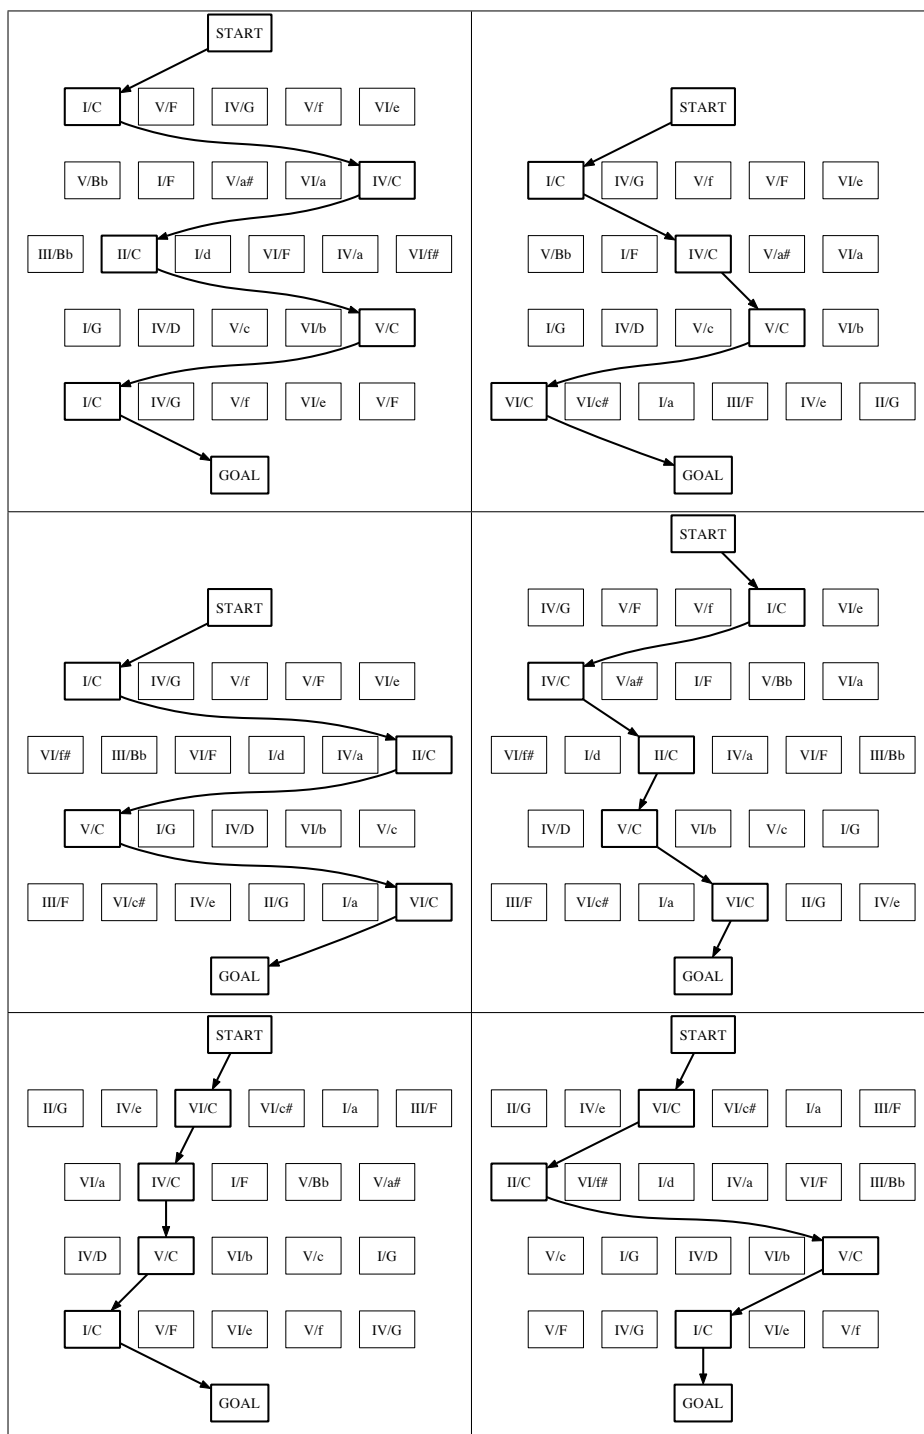 START
I/C V/F IV/G V/f VI/e
V/Bb I/F V/a# VI/a IV/C
III/Bb II/C I/d VI/F IV/a VI/f#
I/G IV/D V/c VI/b V/C
I/C IV/G V/f VI/e V/F
GOAL
START
I/C IV/G V/f V/F VI/e
V/Bb I/F IV/C V/a# VI/a
I/G IV/D V/c V/C VI/b
VI/C VI/c# I/a III/F IV/e II/G
GOAL
START
I/C IV/G V/f V/F VI/e
VI/f# III/Bb VI/F I/d IV/a II/C
V/C I/G IV/D VI/b V/c
III/F VI/c# IV/e II/G I/a VI/C
GOAL
START
IV/G V/F V/f I/C VI/e
IV/C V/a# I/F V/Bb VI/a
VI/f# I/d II/C IV/a VI/F III/Bb
IV/D V/C VI/b V/c I/G
III/F VI/c# I/a VI/C II/G IV/e
GOAL
START
II/G IV/e VI/C VI/c# I/a III/F
VI/a IV/C I/F V/Bb V/a#
IV/D V/C VI/b V/c I/G
I/C V/F VI/e V/f IV/G
GOAL
START
II/G IV/e VI/C VI/c# I/a III/F
II/C VI/f# I/d IV/a VI/F III/Bb
V/c I/G IV/D VI/b V/C
V/F IV/G I/C VI/e V/f
GOAL